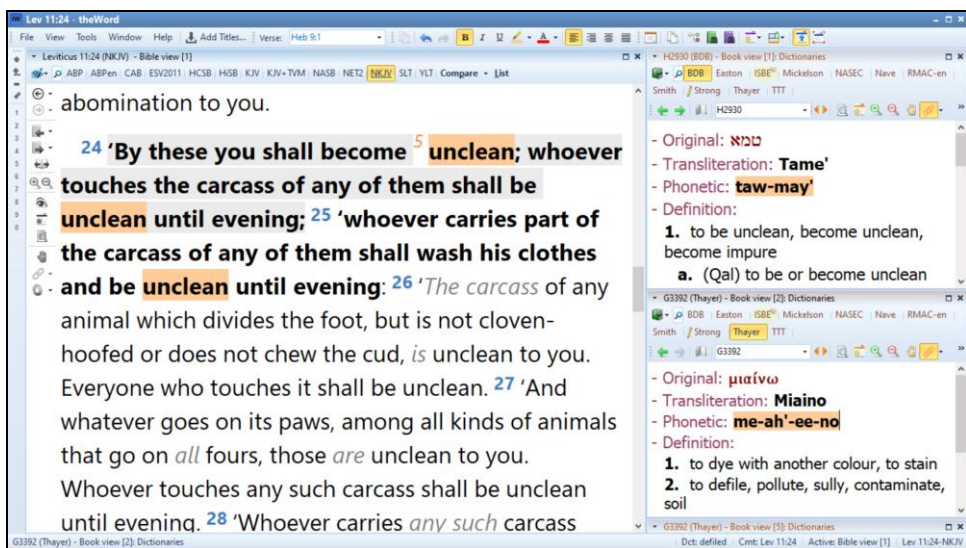 Lev 11:24 - theWord
File View Tools Window Help Add Titles... Verse: Heb 9:1 B I U A
Leviticus 11:24 (NKJV) - Bible view [1]
ABP ABPen CAB ESV2011 HCSB HiSB KJV KJV+TVM NASB NET2 NKJV SLT YLT Compare List
abomination to you.
24 ‘By these you shall become 5 unclean; whoever
touches the carcass of any of them shall be
unclean until evening; 25 ‘whoever carries part of
the carcass of any of them shall wash his clothes
and be unclean until evening: 26 ‘The carcass of any
animal which divides the foot, but is not cloven-
hoofed or does not chew the cud, is unclean to you.
Everyone who touches it shall be unclean. 27 ‘And
whatever goes on its paws, among all kinds of animals
that go on all fours, those are unclean to you.
Whoever touches any such carcass shall be unclean
until evening. 28 ‘Whoever carries any such carcass
H2930 (BDB) - Book view [1]: Dictionaries
BDB Easton ISBE Mickelson NASEC Nave RMAC-en
Smith Strong Thayer TTT
H2930
- Original: טמא
- Transliteration: Tame'
- Phonetic: taw-may'
- Definition:
1. to be unclean, become unclean,
become impure
a. (Qal) to be or become unclean
G3392 (Thayer) - Book view [2]: Dictionaries
BDB Easton ISBE Mickelson NASEC Nave RMAC-en
Smith Strong Thayer TTT
G3392
- Original: μιαίνω
- Transliteration: Miaino
- Phonetic: me-ah'-ee-no
- Definition:
1. to dye with another colour, to stain
2. to defile, pollute, sully, contaminate,
soil
G3392 (Thayer) - Book view [5]: Dictionaries
G3392 (Thayer) - Book view [2]: Dictionaries Dct: defiled Cmt: Lev 11:24 Active: Bible view [1] Lev 11:24-NKJV